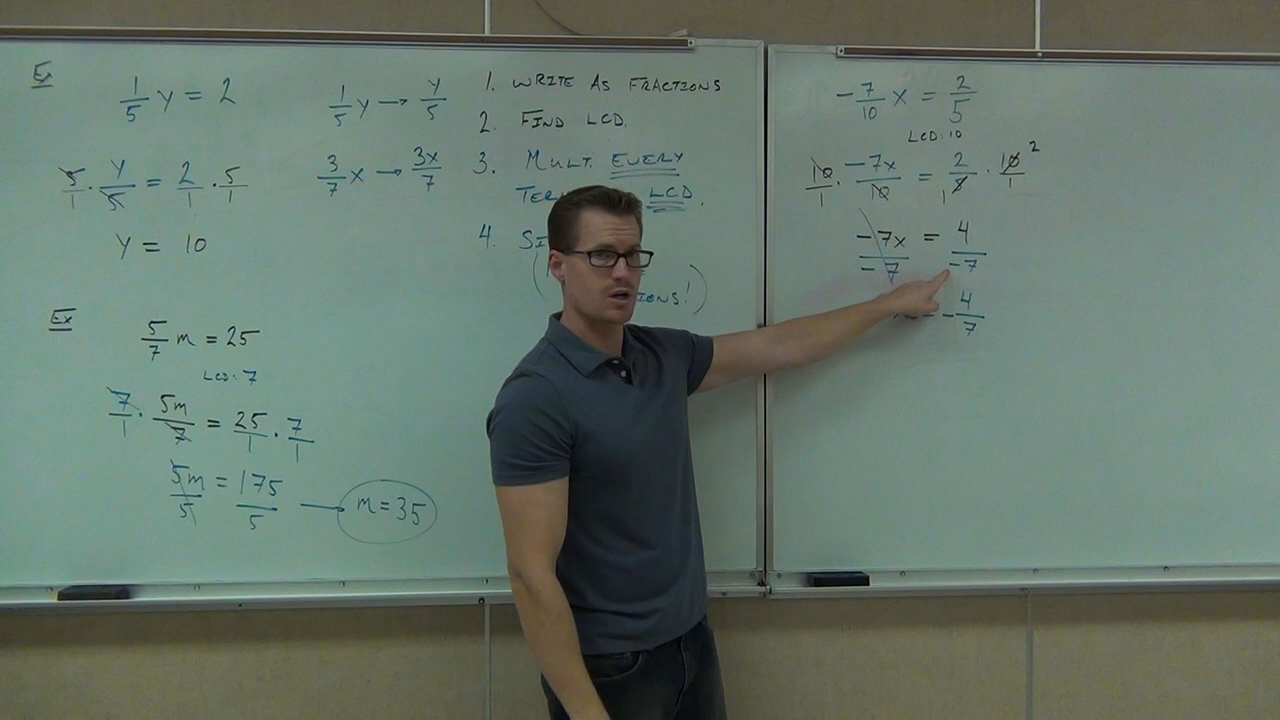 Ex
1/5 y = 2
5/1 · y/5 = 2/1 · 5/1
y = 10
Ex
5/7 m = 25
LCD: 7
7/1 · 5m/7 = 25/1 · 7/1
5m/5 = 175/5 — m = 35
1/5 y → y/5
3/7 x → 3x/7
1. WRITE AS FRACTIONS
2. FIND LCD.
3. MULT. EVERY
LCD.
4.
!)
-7/10 x = 2/5
LCD: 10
10/1 · -7x/10 = 2/5 · 10/1
1 2
-7x/-7 = 4/-7
-4/7